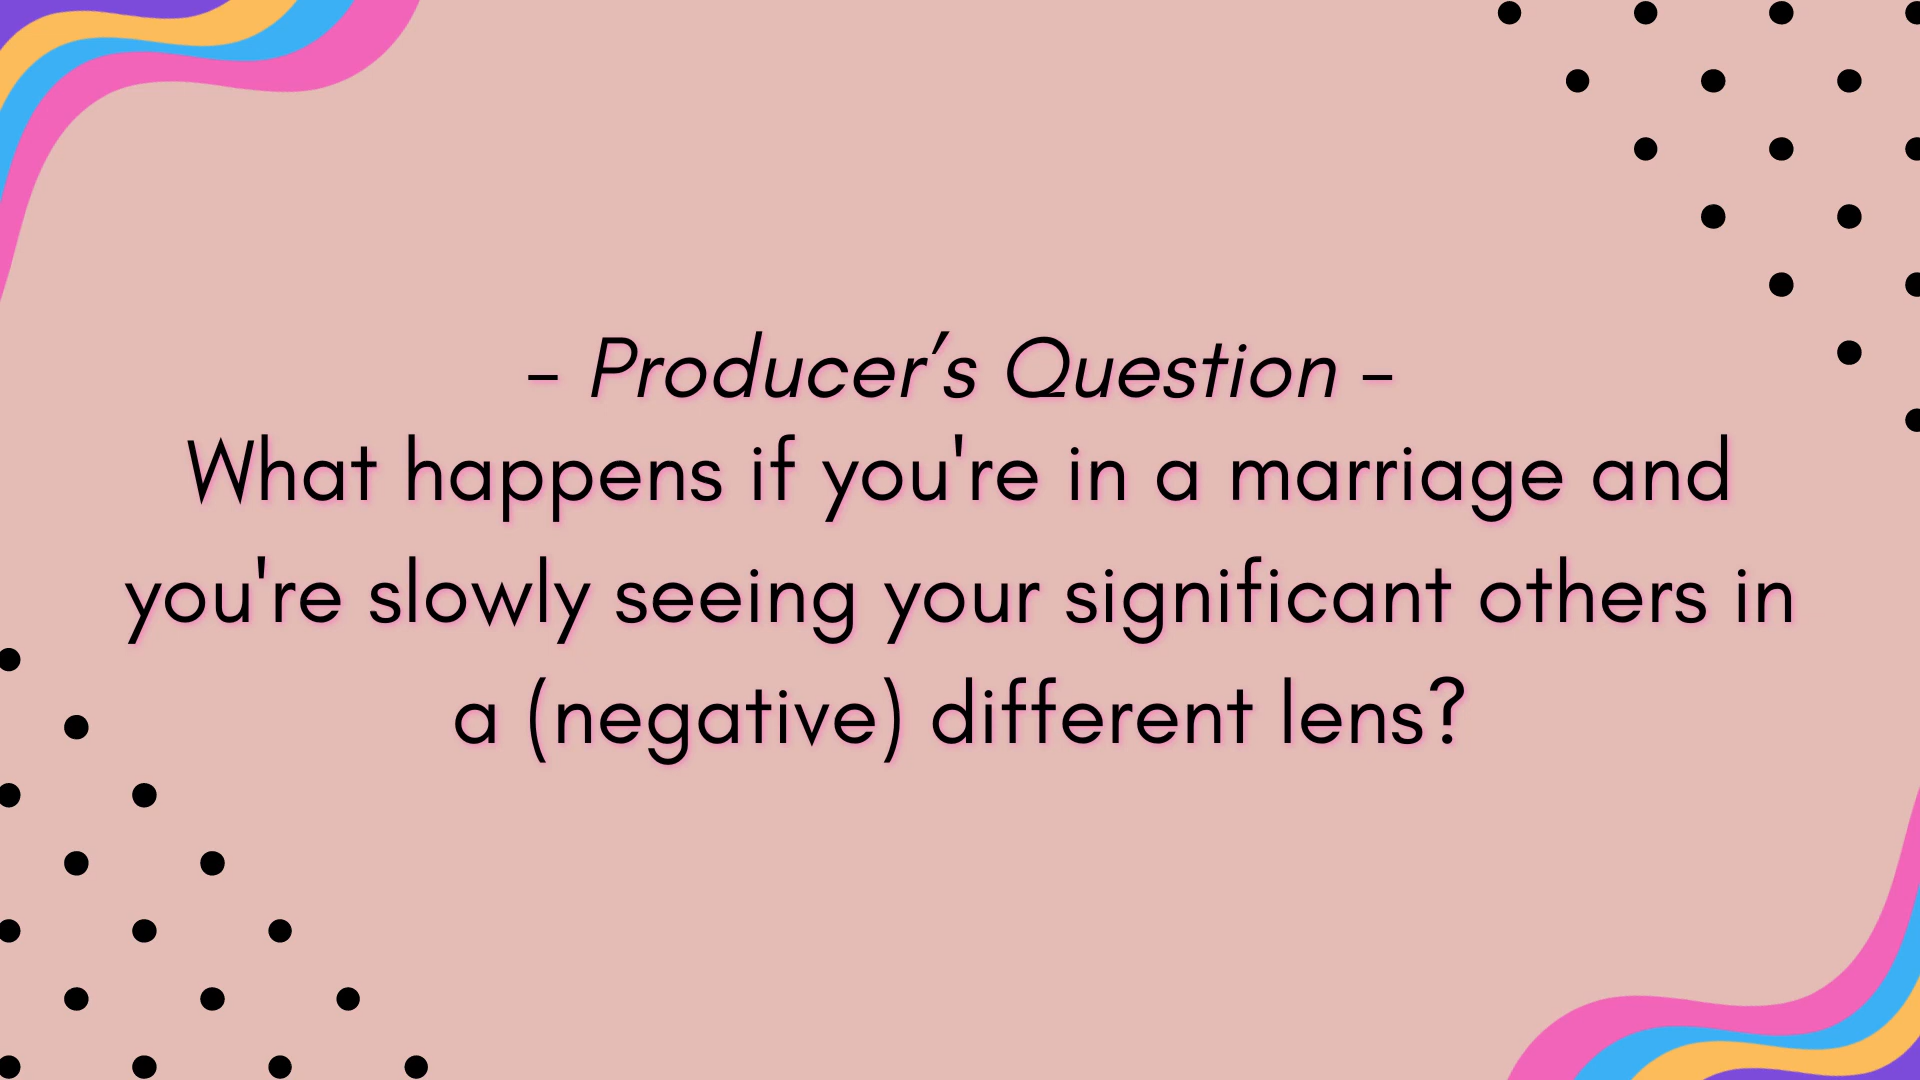 – Producer’s Question –
What happens if you're in a marriage and
you're slowly seeing your significant others in
a (negative) different lens?